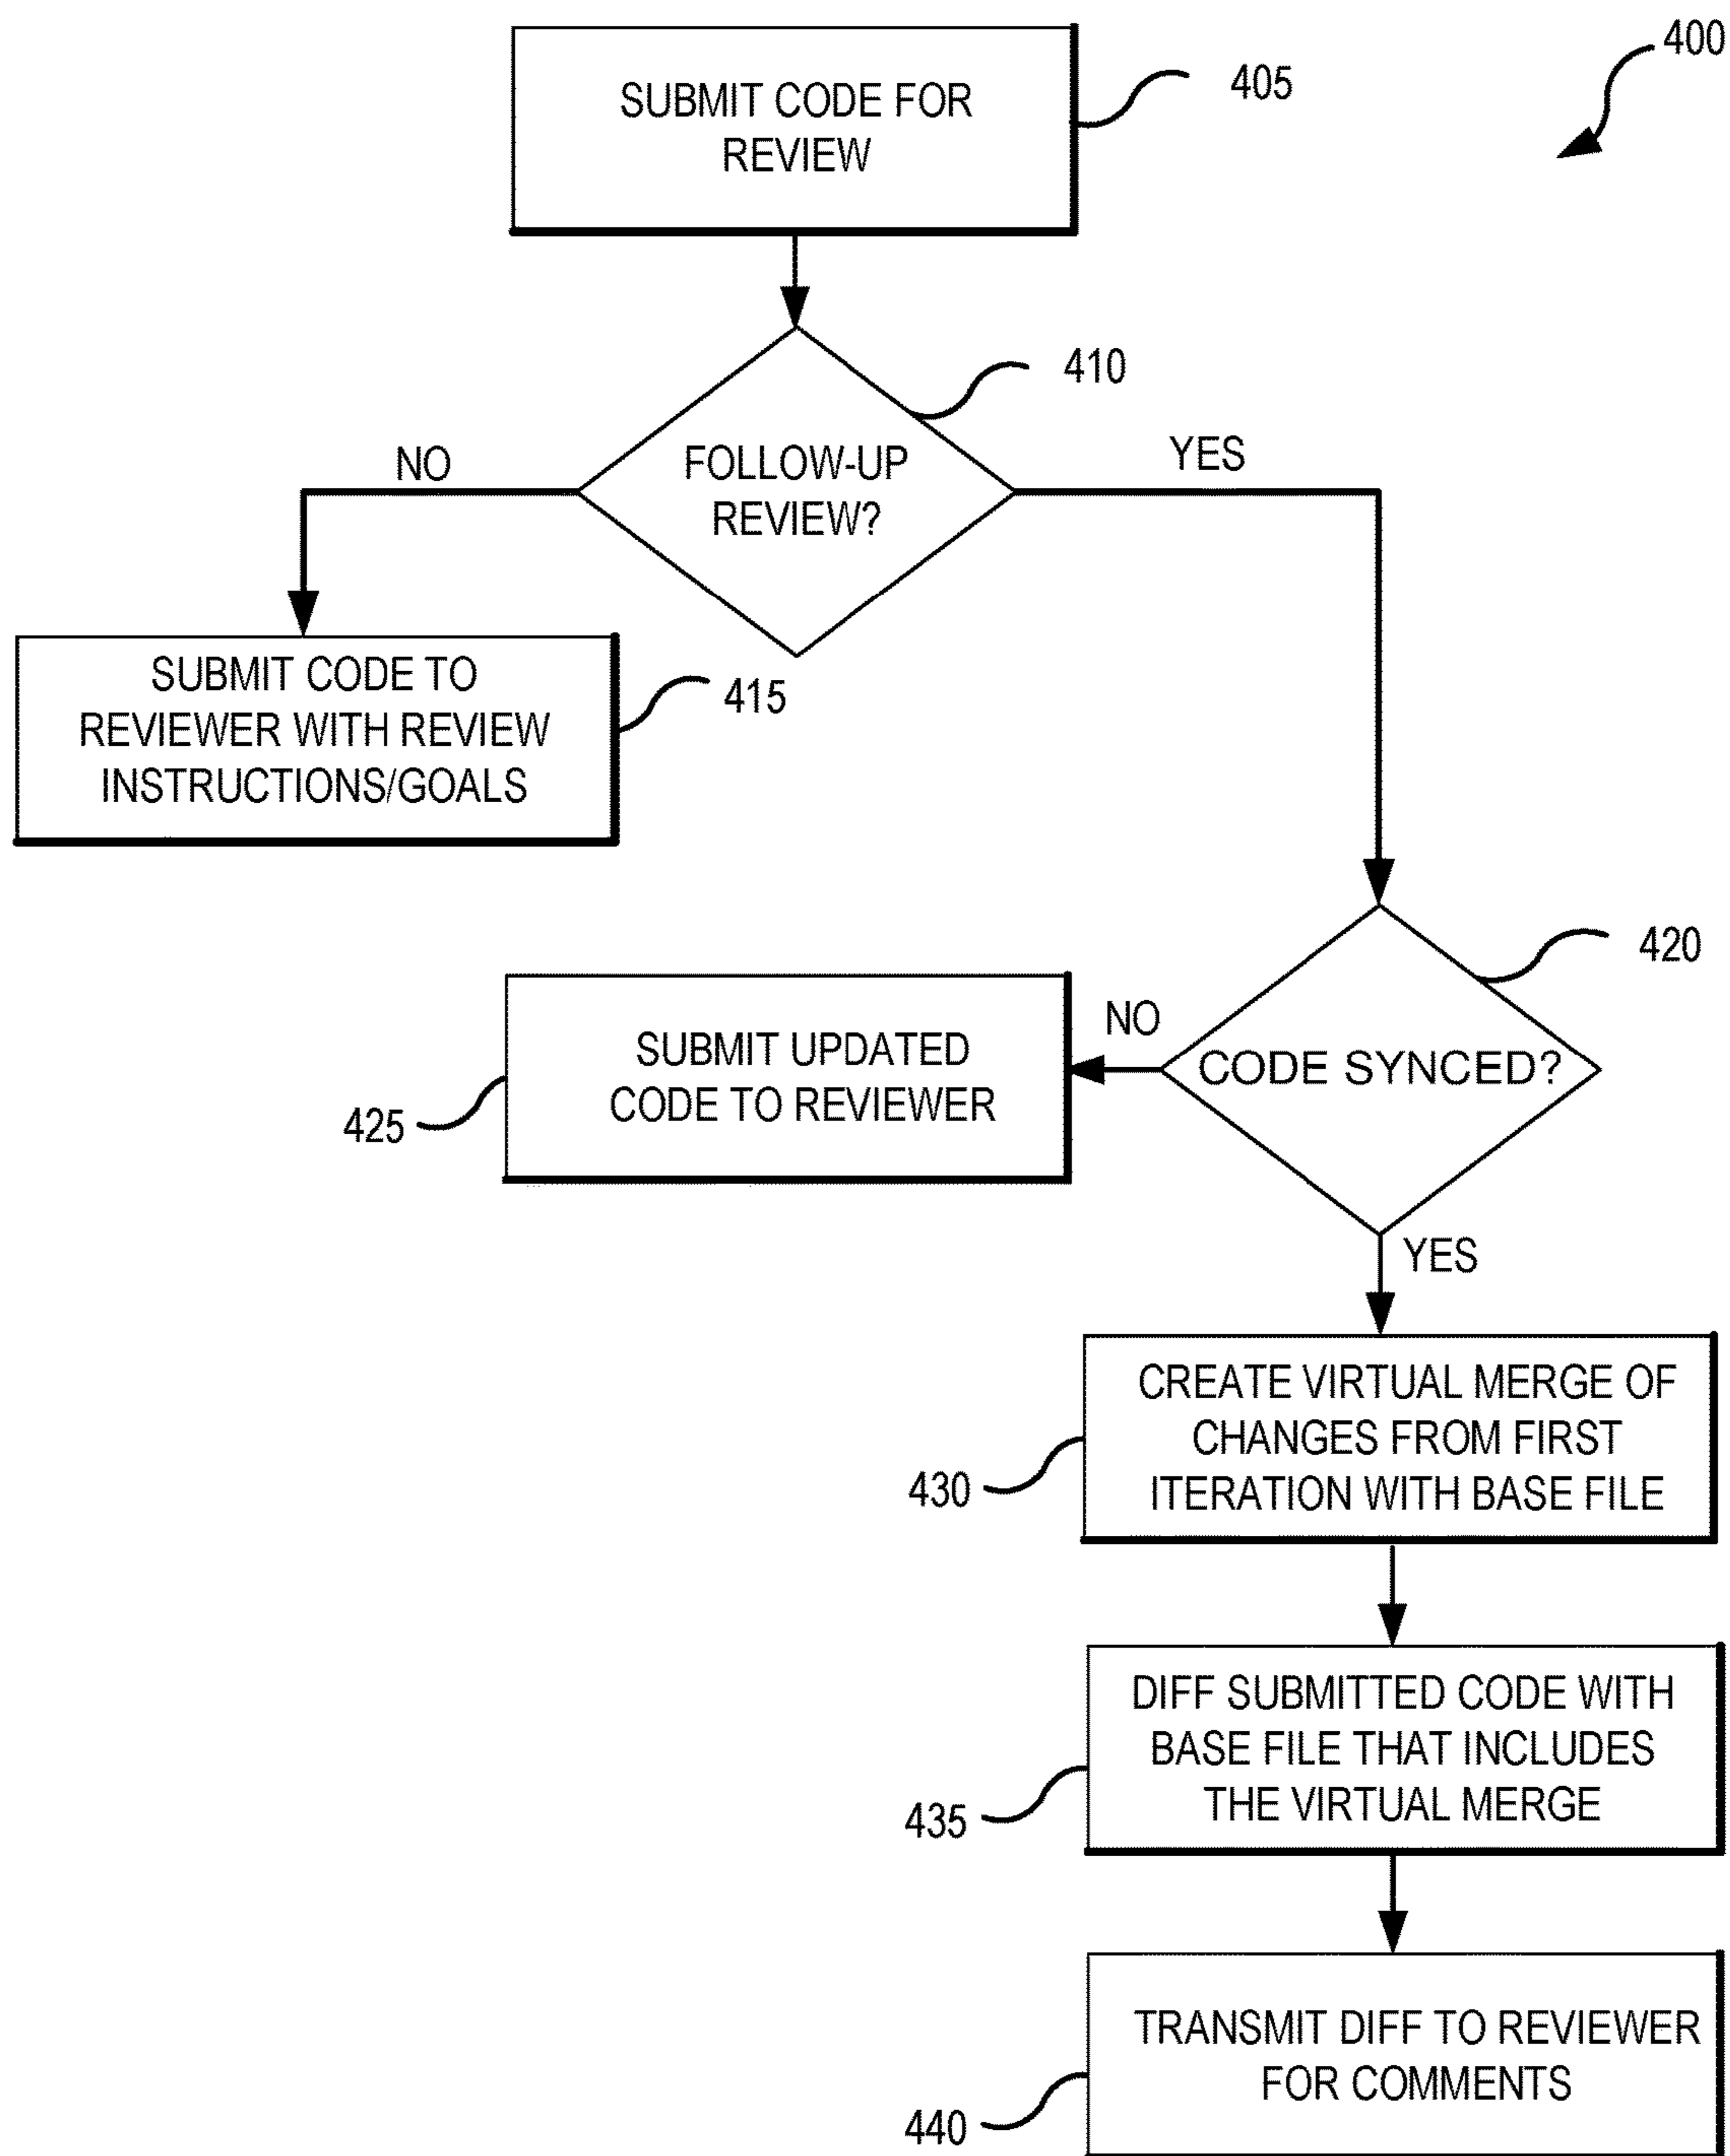 400
SUBMIT CODE FOR
REVIEW
405
410
FOLLOW-UP
REVIEW?
NO
YES
SUBMIT CODE TO
REVIEWER WITH REVIEW
INSTRUCTIONS/GOALS
415
420
CODE SYNCED?
NO
SUBMIT UPDATED
CODE TO REVIEWER
425
YES
CREATE VIRTUAL MERGE OF
CHANGES FROM FIRST
ITERATION WITH BASE FILE
430
DIFF SUBMITTED CODE WITH
BASE FILE THAT INCLUDES
THE VIRTUAL MERGE
435
TRANSMIT DIFF TO REVIEWER
FOR COMMENTS
440